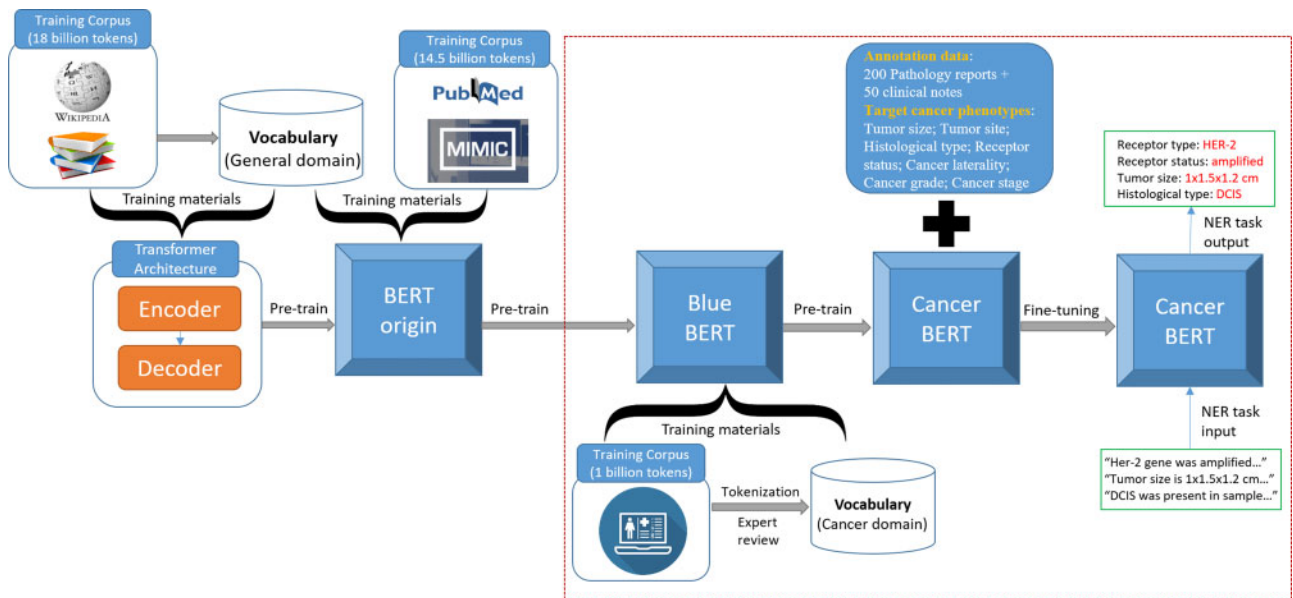 Training Corpus
(18 billion tokens)
WIKIPEDIA
Vocabulary
(General domain)
Training Corpus
(14.5 billion tokens)
PubMed
MIMIC
Training materials
Training materials
Transformer
Architecture
Encoder
Decoder
Pre-train
BERT
origin
Pre-train
Annotation data:
200 Pathology reports +
50 clinical notes
Target cancer phenotypes:
Tumor size; Tumor site;
Histological type; Receptor
status; Cancer laterality;
Cancer grade; Cancer stage
Blue
BERT
Pre-train
Cancer
BERT
Fine-tuning
Cancer
BERT
Receptor type: HER-2
Receptor status: amplified
Tumor size: 1x1.5x1.2 cm
Histological type: DCIS
NER task
output
NER task
input
"Her-2 gene was amplified…"
"Tumor size is 1x1.5x1.2 cm…"
"DCIS was present in sample…"
Training materials
Training Corpus
(1 billion tokens)
Tokenization
Expert
review
Vocabulary
(Cancer domain)